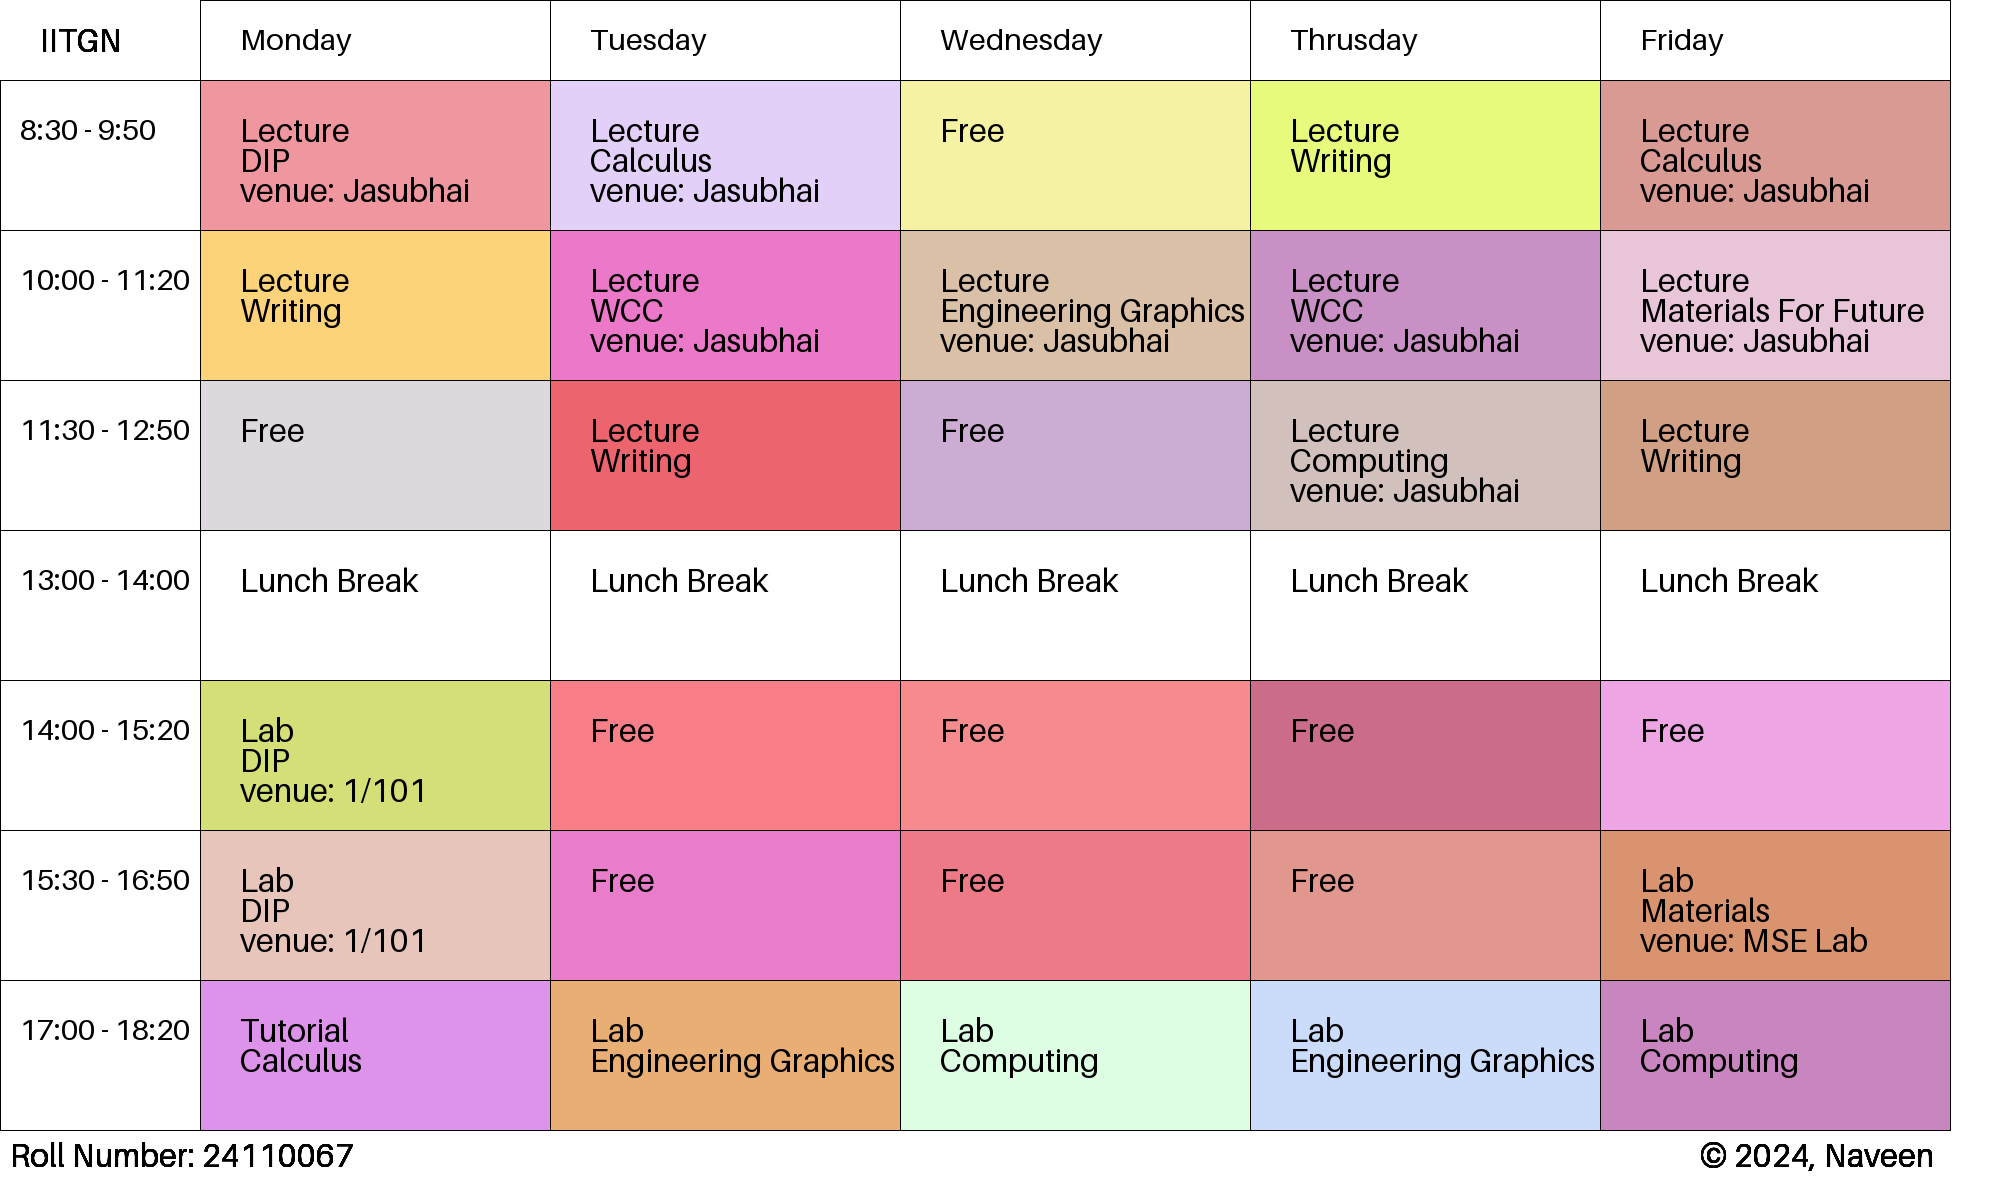 IITGN
Monday
Tuesday
Wednesday
Thrusday
Friday
8:30 - 9:50
Lecture
DIP
venue: Jasubhai
Lecture
Calculus
venue: Jasubhai
Free
Lecture
Writing
Lecture
Calculus
venue: Jasubhai
10:00 - 11:20
Lecture
Writing
Lecture
WCC
venue: Jasubhai
Lecture
Engineering Graphics
venue: Jasubhai
Lecture
WCC
venue: Jasubhai
Lecture
Materials For Future
venue: Jasubhai
11:30 - 12:50
Free
Lecture
Writing
Free
Lecture
Computing
venue: Jasubhai
Lecture
Writing
13:00 - 14:00
Lunch Break
Lunch Break
Lunch Break
Lunch Break
Lunch Break
14:00 - 15:20
Lab
DIP
venue: 1/101
Free
Free
Free
Free
15:30 - 16:50
Lab
DIP
venue: 1/101
Free
Free
Free
Lab
Materials
venue: MSE Lab
17:00 - 18:20
Tutorial
Calculus
Lab
Engineering Graphics
Lab
Computing
Lab
Engineering Graphics
Lab
Computing
Roll Number: 24110067
© 2024, Naveen